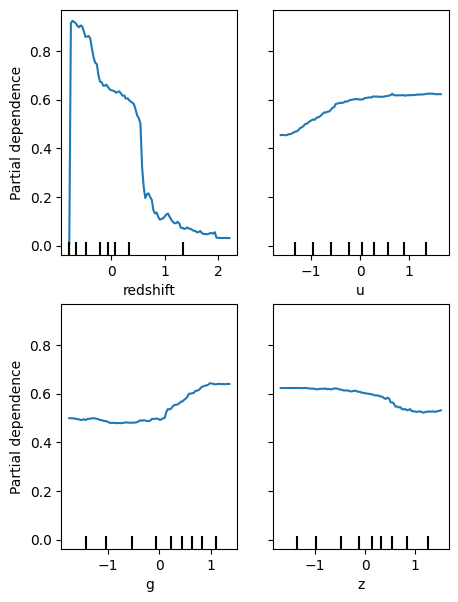 Partial dependence
0.8
0.6
0.4
0.2
0.0
0 1 2
−1 0 1
redshift
u
Partial dependence
0.8
0.6
0.4
0.2
0.0
−1 0 1
−1 0 1
g
z